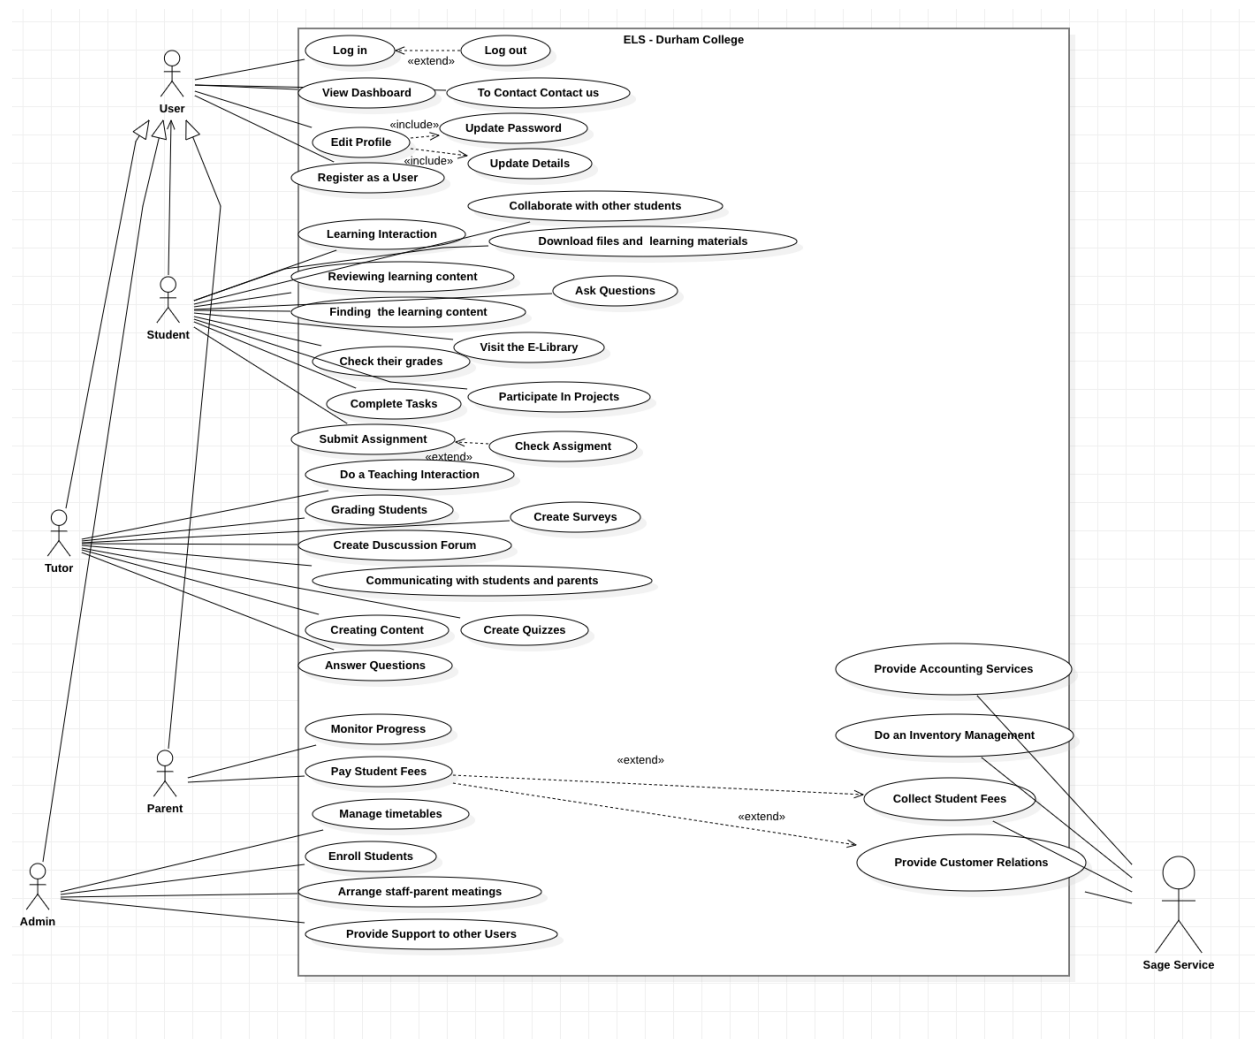 ELS - Durham College
Log in
«extend»
Log out
User
View Dashboard
To Contact Contact us
Edit Profile
«include»
Update Password
«include»
Update Details
Register as a User
Collaborate with other students
Learning Interaction
Download files and learning materials
Reviewing learning content
Ask Questions
Student
Finding the learning content
Visit the E-Library
Check their grades
Participate In Projects
Complete Tasks
Submit Assignment
«extend»
Check Assigment
Do a Teaching Interaction
Grading Students
Create Surveys
Tutor
Create Duscussion Forum
Communicating with students and parents
Creating Content
Create Quizzes
Answer Questions
Provide Accounting Services
Monitor Progress
Do an Inventory Management
«extend»
Pay Student Fees
Parent
Collect Student Fees
Manage timetables
«extend»
Enroll Students
Provide Customer Relations
Arrange staff-parent meatings
Admin
Provide Support to other Users
Sage Service